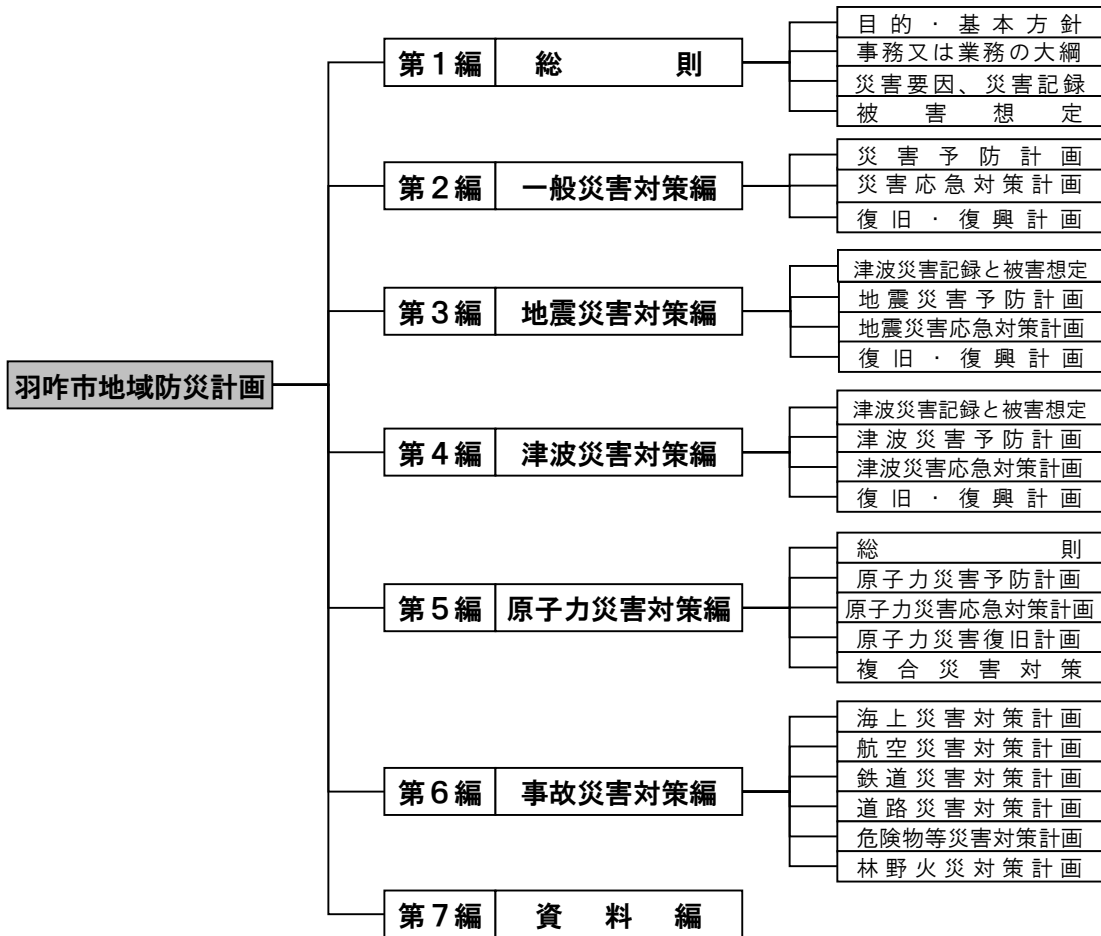 羽咋市地域防災計画
第1編 総則
目的・基本方針
事務又は業務の大綱
災害要因、災害記録
被害想定
第2編 一般災害対策編
災害予防計画
災害応急対策計画
復旧・復興計画
第3編 地震災害対策編
津波災害記録と被害想定
地震災害予防計画
地震災害応急対策計画
復旧・復興計画
第4編 津波災害対策編
津波災害記録と被害想定
津波災害予防計画
津波災害応急対策計画
復旧・復興計画
第5編 原子力災害対策編
総則
原子力災害予防計画
原子力災害応急対策計画
原子力災害復旧計画
複合災害対策
第6編 事故災害対策編
海上災害対策計画
航空災害対策計画
鉄道災害対策計画
道路災害対策計画
危険物等災害対策計画
林野火災対策計画
第7編 資料編